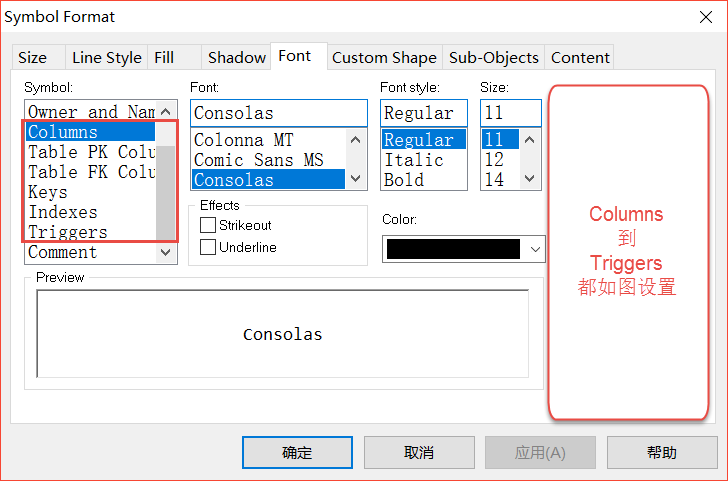 Symbol Format
Size Line Style Fill Shadow Font Custom Shape Sub-Objects Content
Symbol:
Owner and Nam
Columns
Table PK Colu
Table FK Colu
Keys
Indexes
Triggers
Comment
Font:
Consolas
Colonna MT
Comic Sans MS
Consolas
Font style:
Regular
Regular
Italic
Bold
Size:
11
11
12
14
Effects
Strikeout
Underline
Color:
Columns
到
Triggers
都如图设置
Preview
Consolas
确定 取消 应用(A) 帮助